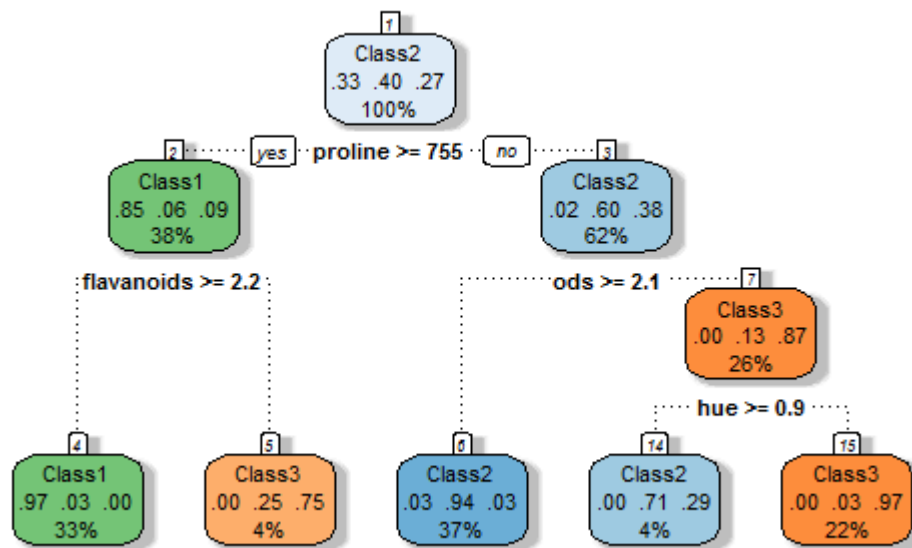 1
Class2
.33 .40 .27
100%
2 yes proline >= 755 no 3
Class1
.85 .06 .09
38%
Class2
.02 .60 .38
62%
flavanoids >= 2.2
ods >= 2.1
7
Class3
.00 .13 .87
26%
hue >= 0.9
4
Class1
.97 .03 .00
33%
5
Class3
.00 .25 .75
4%
6
Class2
.03 .94 .03
37%
14
Class2
.00 .71 .29
4%
15
Class3
.00 .03 .97
22%